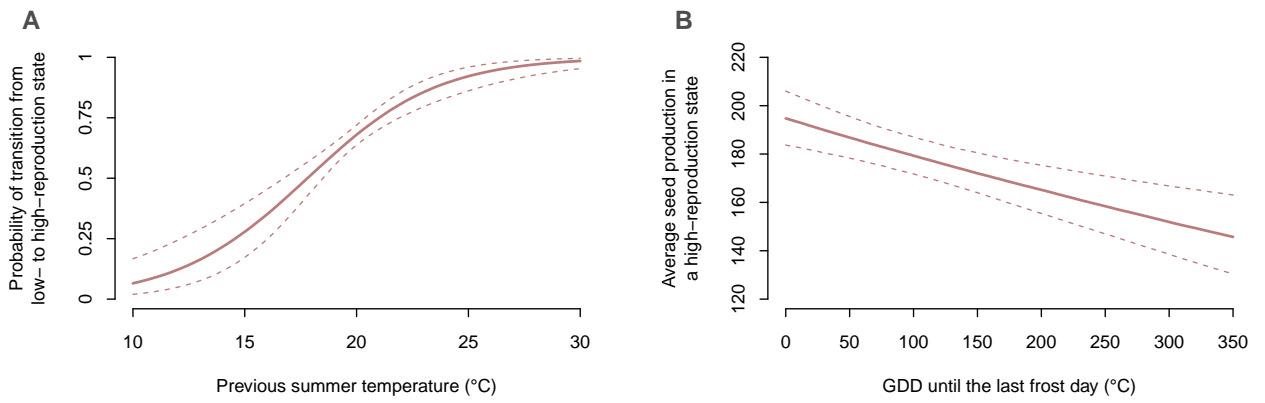 A
Probability of transition from
low− to high−reproduction state
0
0.25
0.5
0.75
1
10 15 20 25 30
Previous summer temperature (°C)
B
Average seed production in
a high−reproduction state
120
140
160
180
200
220
0 50 100 150 200 250 300 350
GDD until the last frost day (°C)